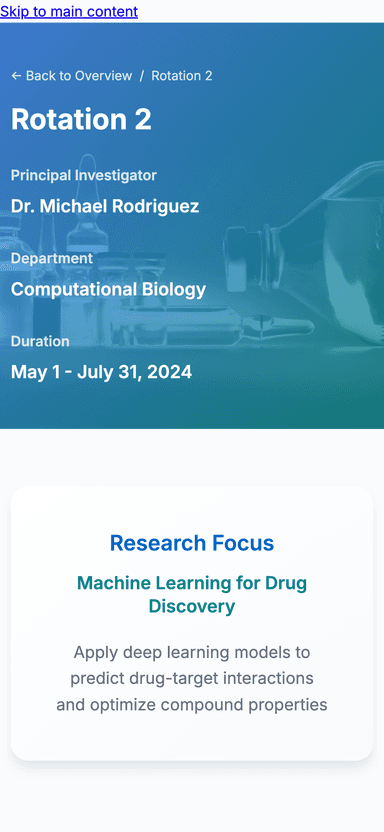 Skip to main content
← Back to Overview / Rotation 2
Rotation 2
Principal Investigator
Dr. Michael Rodriguez
Department
Computational Biology
Duration
May 1 - July 31, 2024
Research Focus
Machine Learning for Drug
Discovery
Apply deep learning models to
predict drug-target interactions
and optimize compound properties